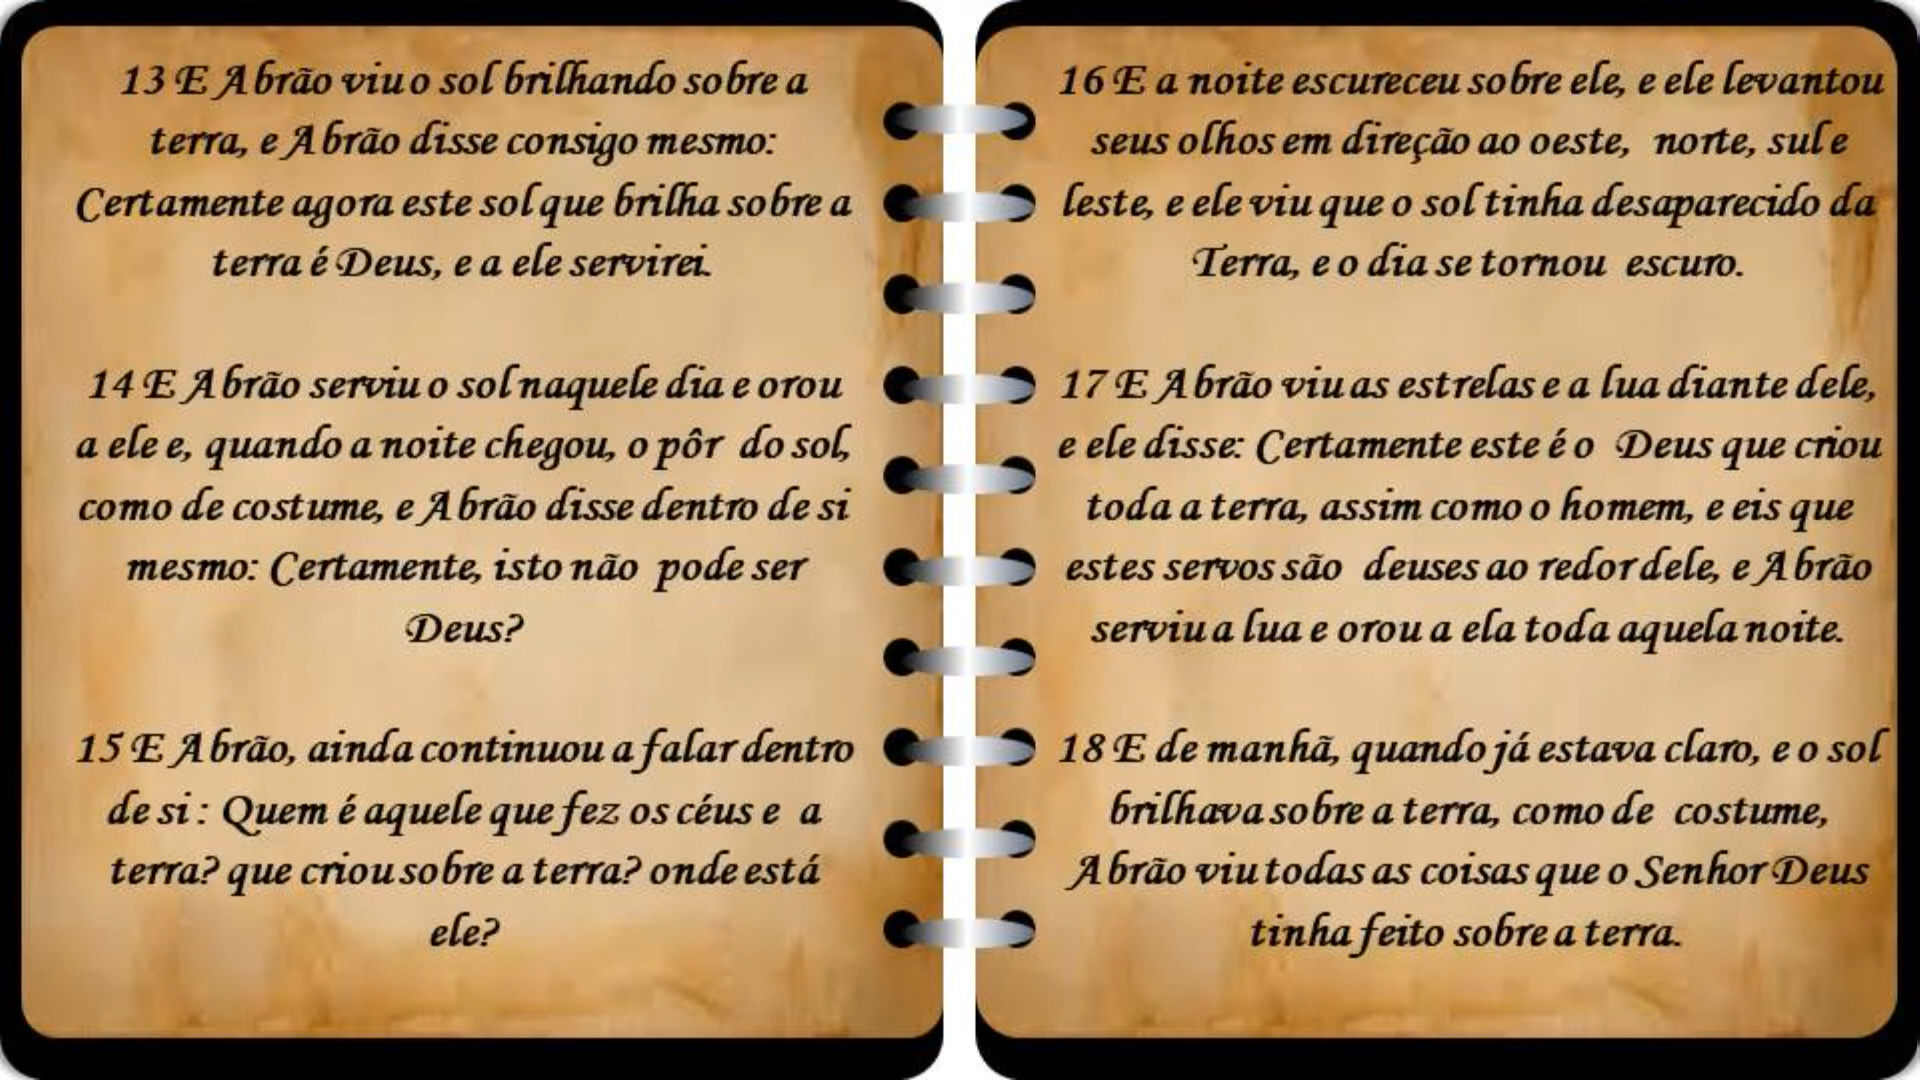 13 E Abrão viu o sol brilhando sobre a
terra, e Abrão disse consigo mesmo:
Certamente agora este sol que brilha sobre a
terra é Deus, e a ele servirei.
14 E Abrão serviu o sol naquele dia e orou
a ele e, quando a noite chegou, o pôr do sol,
como de costume, e Abrão disse dentro de si
mesmo: Certamente, isto não pode ser
Deus?
15 E Abrão, ainda continuou a falar dentro
de si : Quem é aquele que fez os céus e a
terra? que criou sobre a terra? onde está
ele?
16 E a noite escureceu sobre ele, e ele levantou
seus olhos em direção ao oeste, norte, sul e
leste, e ele viu que o sol tinha desaparecido da
Terra, e o dia se tornou escuro.
17 E Abrão viu as estrelas e a lua diante dele,
e ele disse: Certamente este é o Deus que criou
toda a terra, assim como o homem, e eis que
estes servos são deuses ao redor dele, e Abrão
serviu a lua e orou a ela toda aquela noite.
18 E de manhã, quando já estava claro, e o sol
brilhava sobre a terra, como de costume,
Abrão viu todas as coisas que o Senhor Deus
tinha feito sobre a terra.